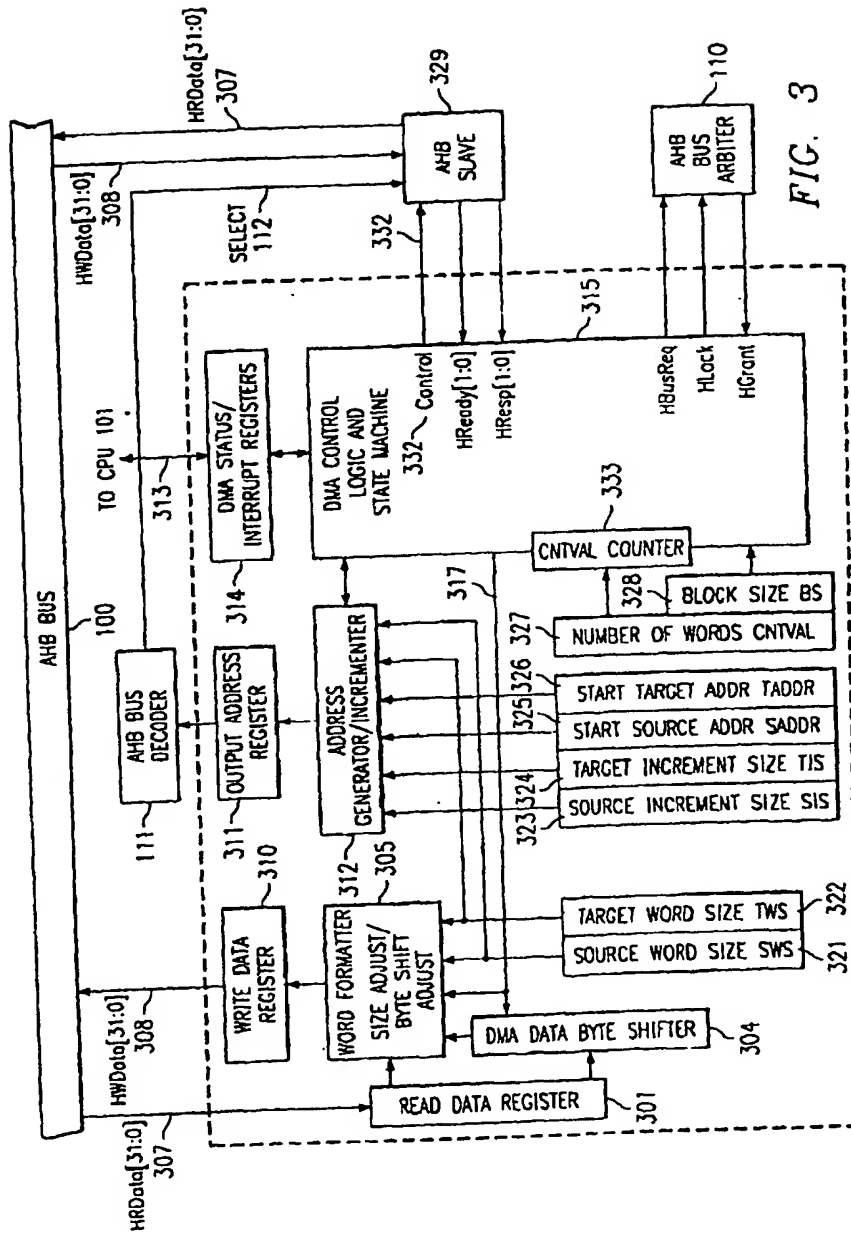 AHB BUS
100
HRData[31:0]
307
HWData[31:0]
308
HWData[31:0]
308
HRData[31:0]
307
SELECT
112
TO CPU 101
313
AHB BUS
DECODER
111
WRITE DATA
REGISTER
310
OUTPUT ADDRESS
REGISTER
311
DMA STATUS/
INTERRUPT REGISTERS
314
AHB
SLAVE
329
332
WORD FORMATTER
SIZE ADJUST/
BYTE SHIFT
ADJUST
305
ADDRESS
GENERATOR/INCREMENTER
312
DMA CONTROL
LOGIC AND
STATE MACHINE
332 Control
HReady[1:0]
HResp[1:0]
315
HBusReq
HLock
HGrant
AHB
BUS
ARBITER
110
317
CNTVAL COUNTER
333
READ DATA REGISTER
301
DMA DATA BYTE SHIFTER
304
TARGET WORD SIZE TWS
322
SOURCE WORD SIZE SWS
321
START TARGET ADDR TADDR
326
START SOURCE ADDR SADDR
325
TARGET INCREMENT SIZE TIS
324
SOURCE INCREMENT SIZE SIS
323
BLOCK SIZE BS
328
NUMBER OF WORDS CNTVAL
327
FIG. 3